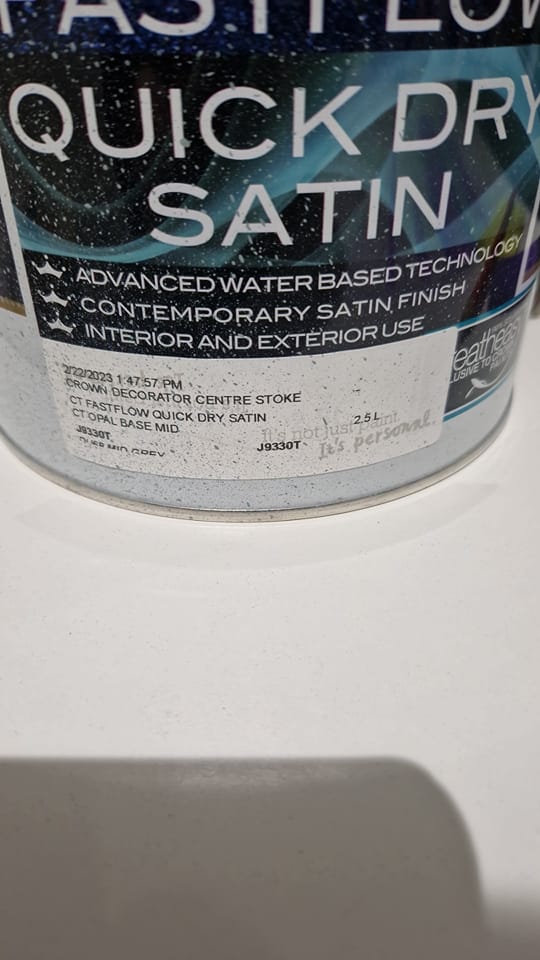 QUICK DRY
SATIN
ADVANCED WATER BASED TECHNOLOGY
CONTEMPORARY SATIN FINISH
INTERIOR AND EXTERIOR USE
2/22/2023 1:47:57 PM
CROWN DECORATOR CENTRE STOKE
CT FASTFLOW QUICK DRY SATIN 2.5 L
CT OPAL BASE MID
J9330T J9330T
MID GREY
It's not just paint.
It's personal.